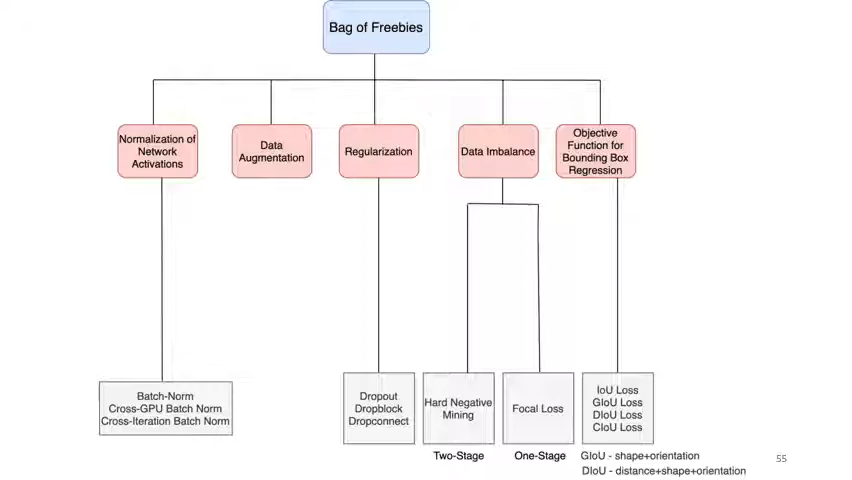 Bag of Freebies
Normalization of
Network
Activations
Data
Augmentation
Regularization
Data Imbalance
Objective
Function for
Bounding Box
Regression
Batch-Norm
Cross-GPU Batch Norm
Cross-Iteration Batch Norm
Dropout
Dropblock
Dropconnect
Hard Negative
Mining
Focal Loss
IoU Loss
GIoU Loss
DIoU Loss
CIoU Loss
Two-Stage
One-Stage
GIoU - shape+orientation
DIoU - distance+shape+orientation
55